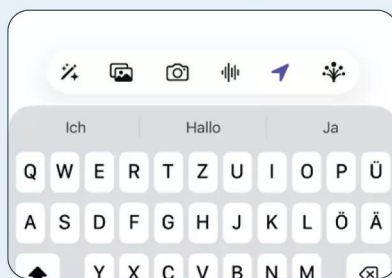 Ich Hallo Ja
Q W E R T Z U I O P Ü
A S D F G H J K L Ö Ä
Y X C V B N M